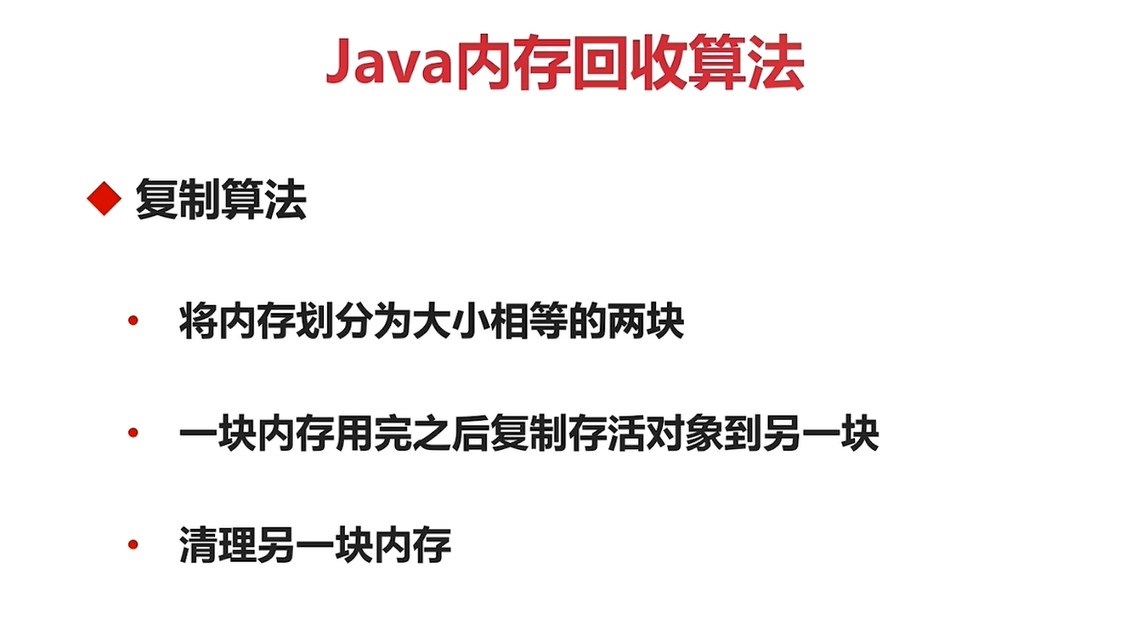 Java内存回收算法
复制算法
将内存划分为大小相等的两块
一块内存用完之后复制存活对象到另一块
清理另一块内存